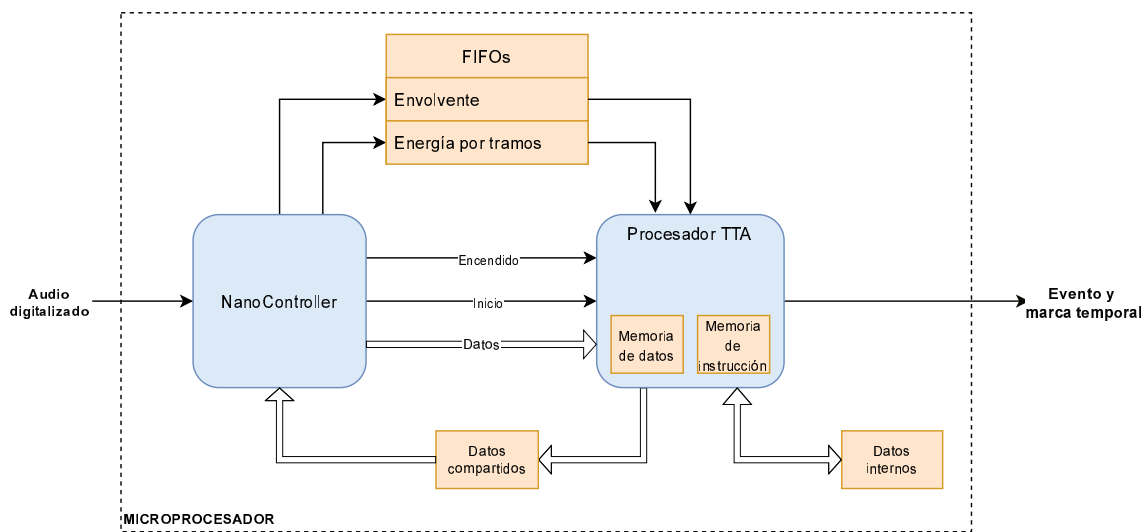 FIFOs
Envolvente
Energía por tramos
Procesador TTA
Encendido
NanoController
Inicio
Audio
digitalizado
Evento y
marca temporal
Datos
Memoria
de datos
Memoria
de
instrucción
Datos
compartidos
Datos
internos
MICROPROCESADOR